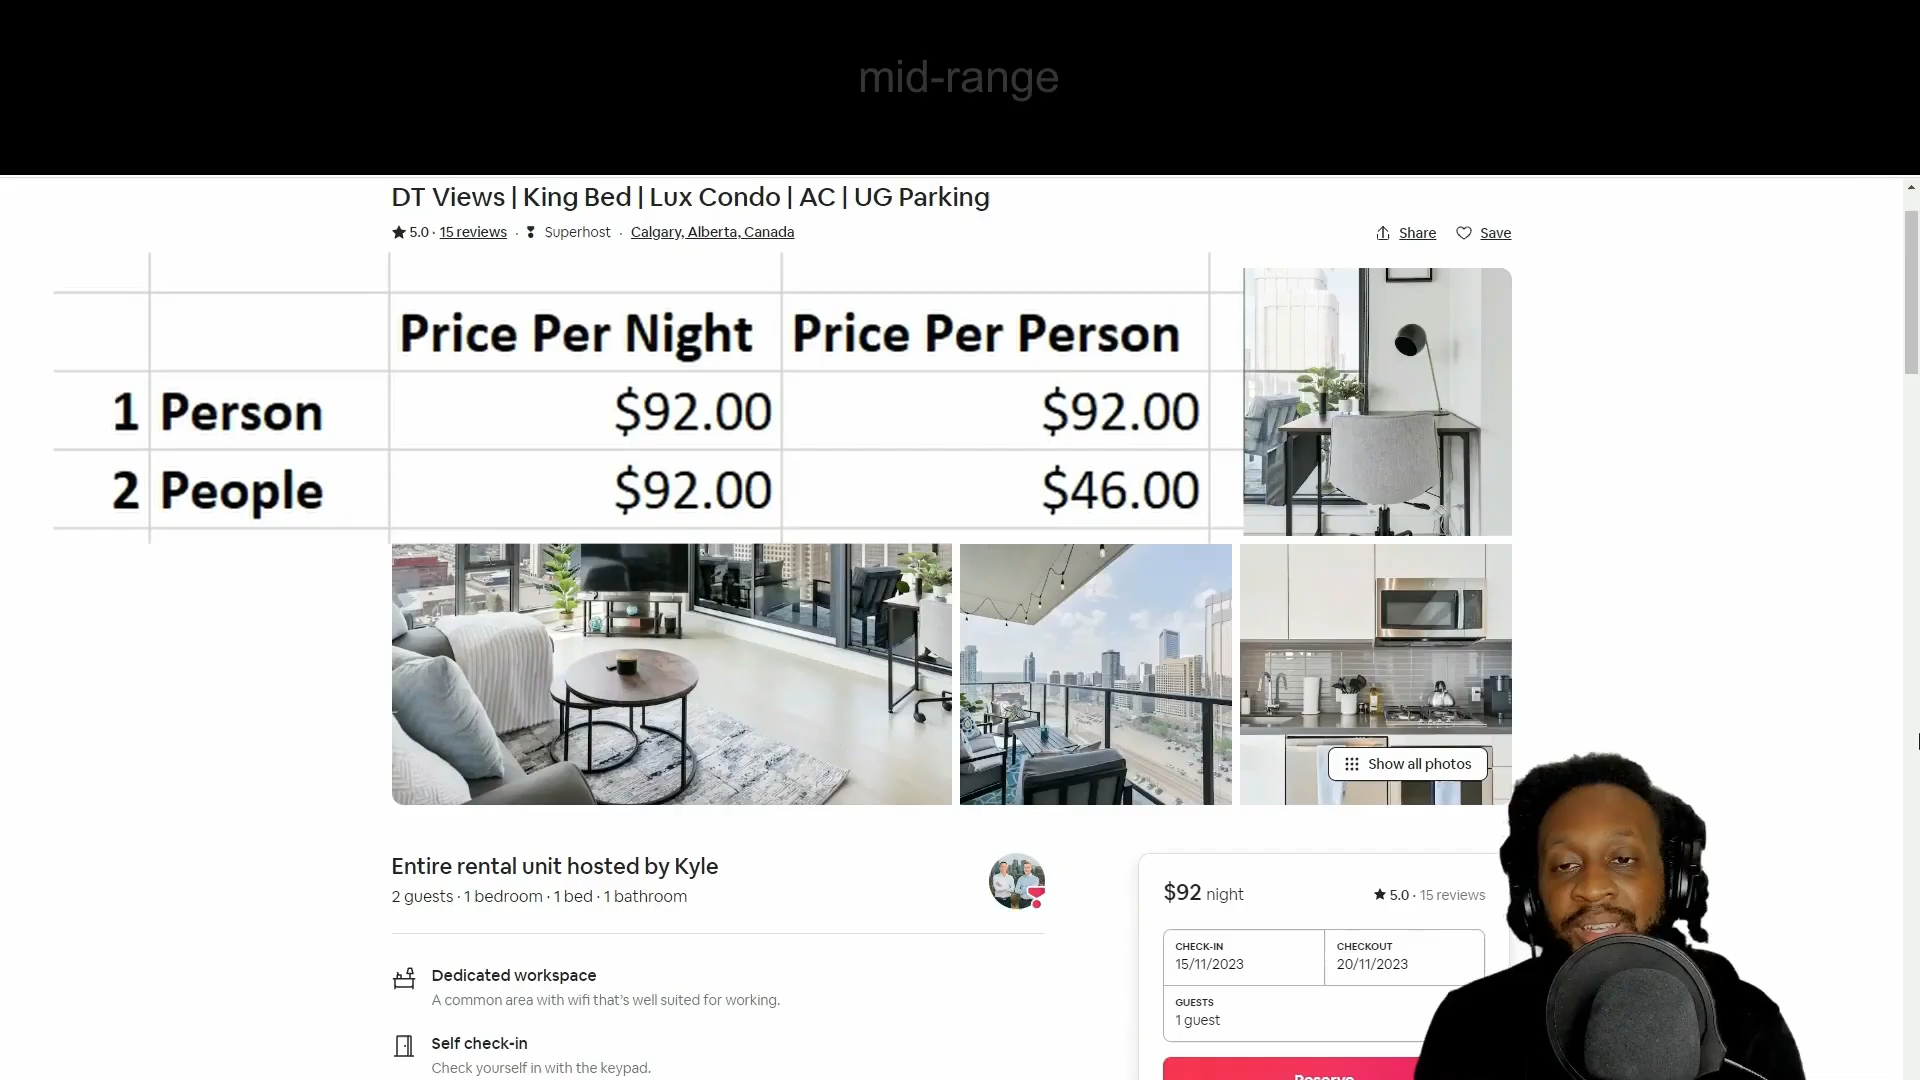 mid-range
DT Views | King Bed | Lux Condo | AC | UG Parking
5.0 · 15 reviews · Superhost · Calgary, Alberta, Canada
Share Save
Price Per Night Price Per Person
1 Person $92.00 $92.00
2 People $92.00 $46.00
Show all photos
Entire rental unit hosted by Kyle
2 guests · 1 bedroom · 1 bed · 1 bathroom
$92 night
5.0 · 15 reviews
Dedicated workspace
A common area with wifi that's well suited for working.
Self check-in
Check yourself in with the keypad.
CHECK-IN
15/11/2023
CHECKOUT
20/11/2023
GUESTS
1 guest
Reserve